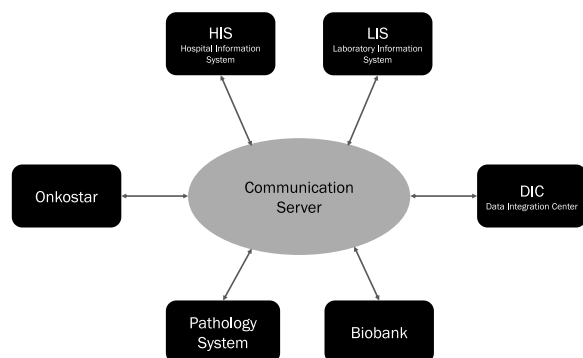 HIS
Hospital Information
System
LIS
Laboratory Information
System
Onkostar
Communication
Server
DIC
Data Integration Center
Pathology
System
Biobank